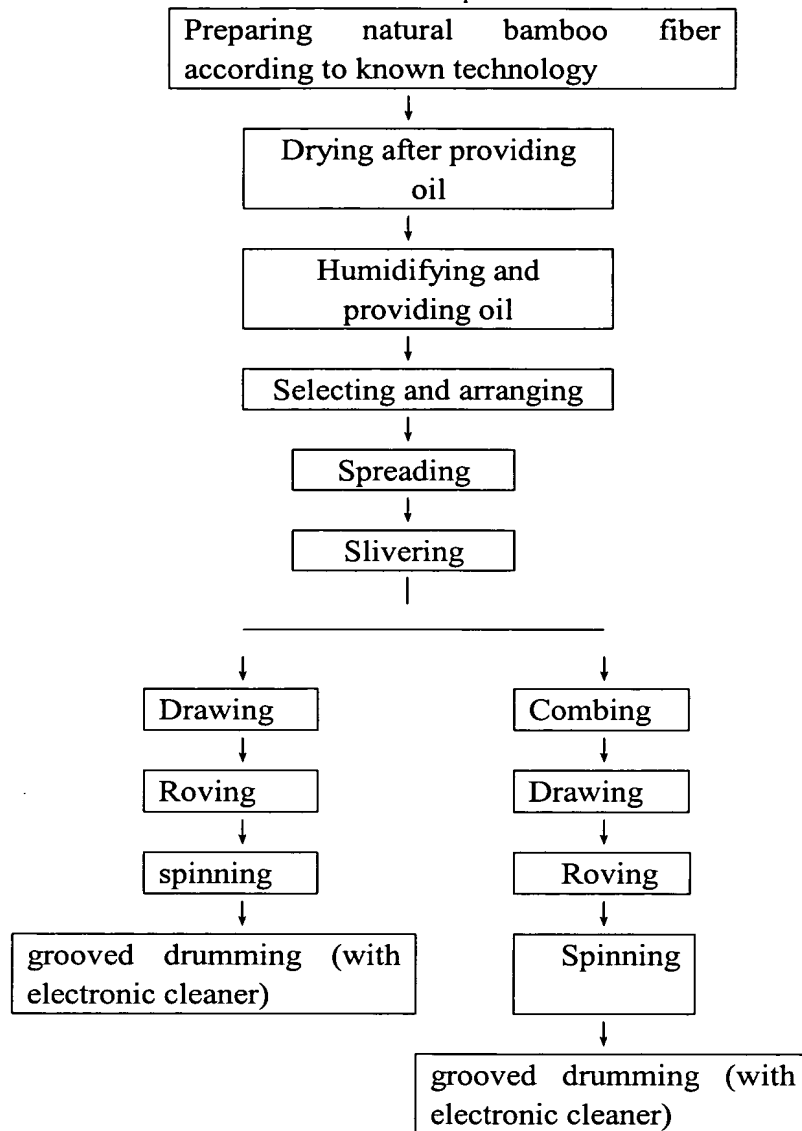 Preparing natural bamboo fiber
according to known technology
Drying after providing
oil
Humidifying and
providing oil
Selecting and arranging
Spreading
Slivering
Drawing
Roving
spinning
grooved drumming (with
electronic cleaner)
Combing
Drawing
Roving
Spinning
grooved drumming (with
electronic cleaner)